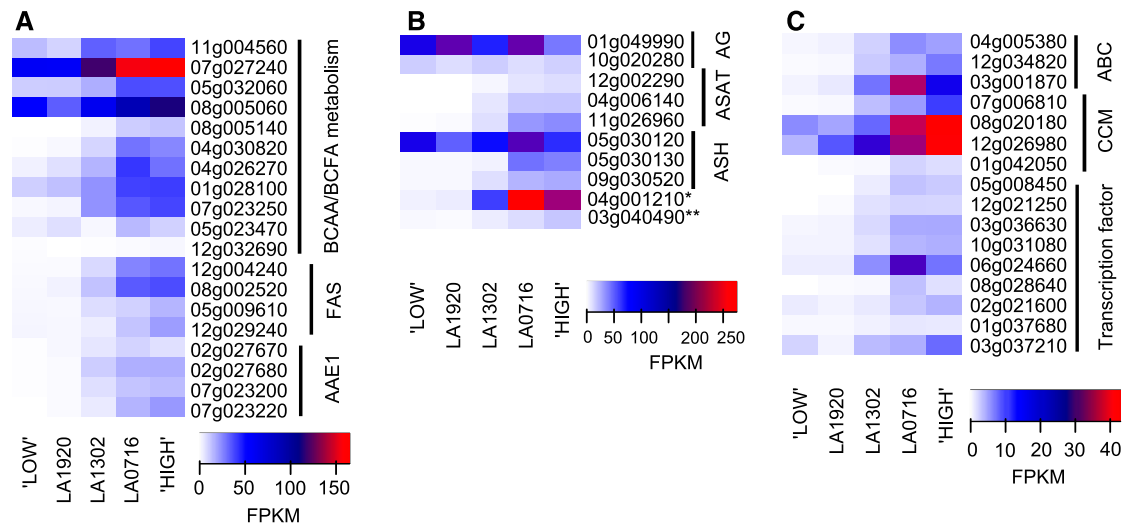 A
11g004560
07g027240
05g032060
08g005060
08g005140
04g030820
04g026270
01g028100
07g023250
05g023470
12g032690
12g004240
08g002520
05g009610
12g029240
02g027670
02g027680
07g023200
07g023220
BCAA/BCFA metabolism
FAS
AAE1
'LOW'
LA1920
LA1302
LA0716
'HIGH'
0 50 100 150
FPKM
B
01g049990
10g020280
12g002290
04g006140
11g026960
05g030120
05g030130
09g030520
04g001210*
03g040490**
AG
ASAT
ASH
'LOW'
LA1920
LA1302
LA0716
'HIGH'
0 50 100 200 250
FPKM
C
04g005380
12g034820
03g001870
07g006810
08g020180
12g026980
01g042050
05g008450
12g021250
03g036630
10g031080
06g024660
08g028640
02g021600
01g037680
03g037210
ABC
CCM
Transcription factor
'LOW'
LA1920
LA1302
LA0716
'HIGH'
0 10 20 30 40
FPKM